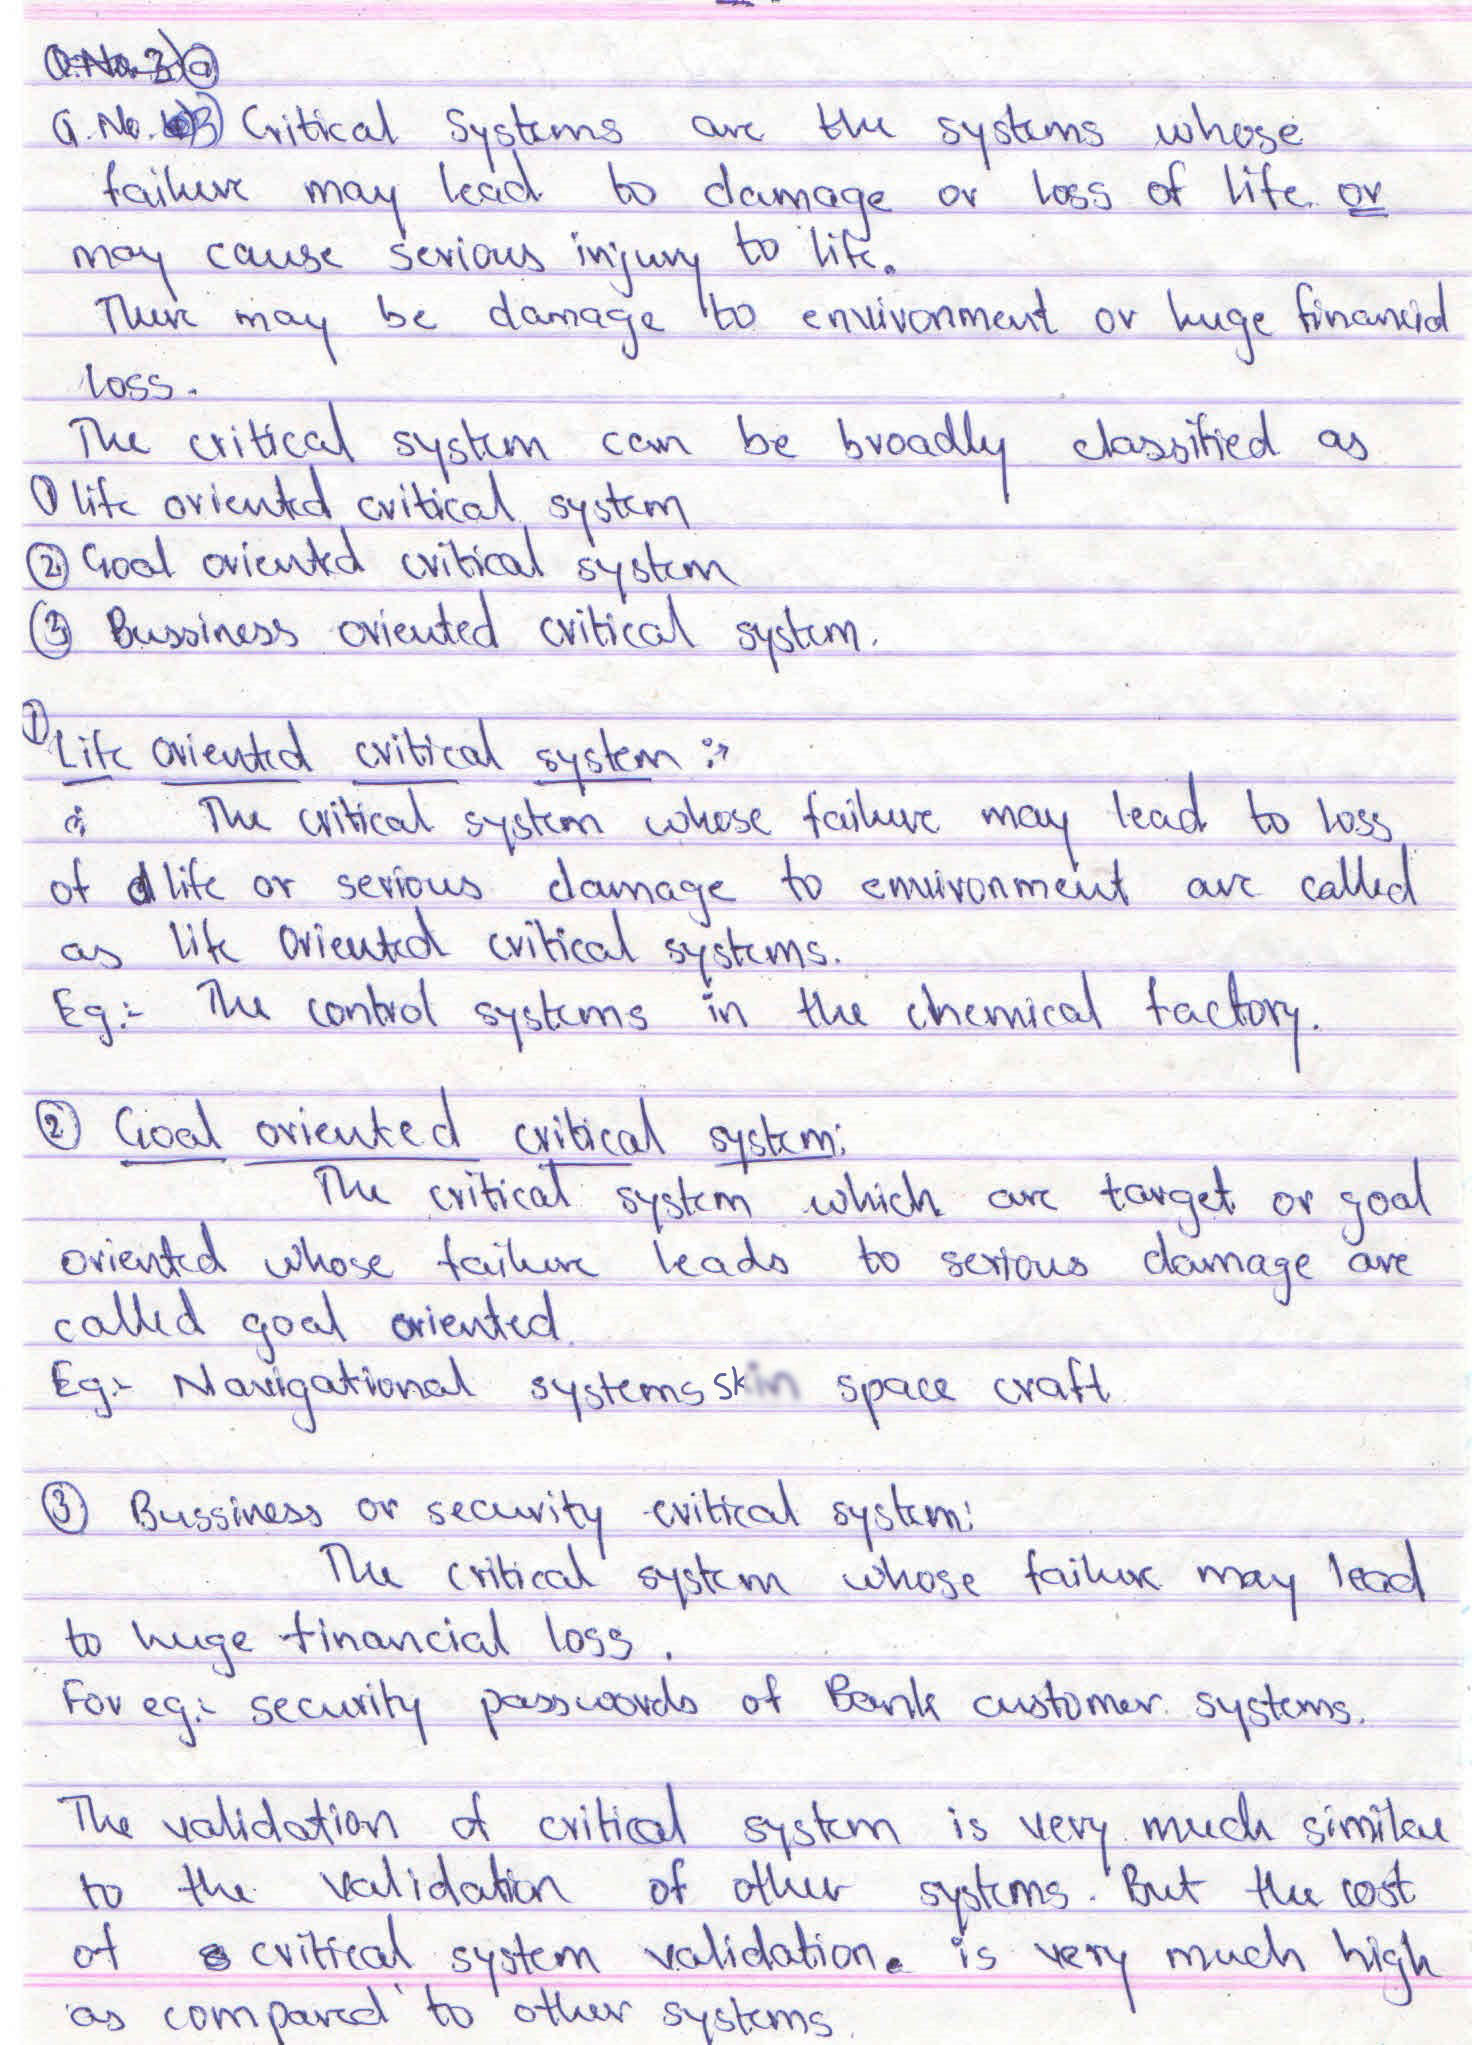 Q.No. 3) a
Q.No. 3) Critical Systems are the systems whose
failure may lead to damage or loss of life or
may cause serious injury to life.
There may be damage to environment or huge financial
loss.
The critical system can be broadly classified as
① life oriented critical system
② Goal oriented critical system
③ Bussiness oriented critical system.
① Life oriented critical system :→
The critical system whose failure may lead to loss
of life or serious damage to environment are called
as life oriented critical systems.
Eg:- The control systems in the chemical factory.
② Goal oriented critical system:
The critical system which are target or goal
oriented whose failure leads to serious damage are
called goal oriented.
Eg:- Navigational systems in space craft
③ Bussiness or security critical system:
The critical system whose failure may lead
to huge financial loss.
For eg:- security passwords of Bank customer systems.
The validation of critical system is very much similar
to the validation of other systems. But the cost
of critical system validation is very much high
as compared to other systems.